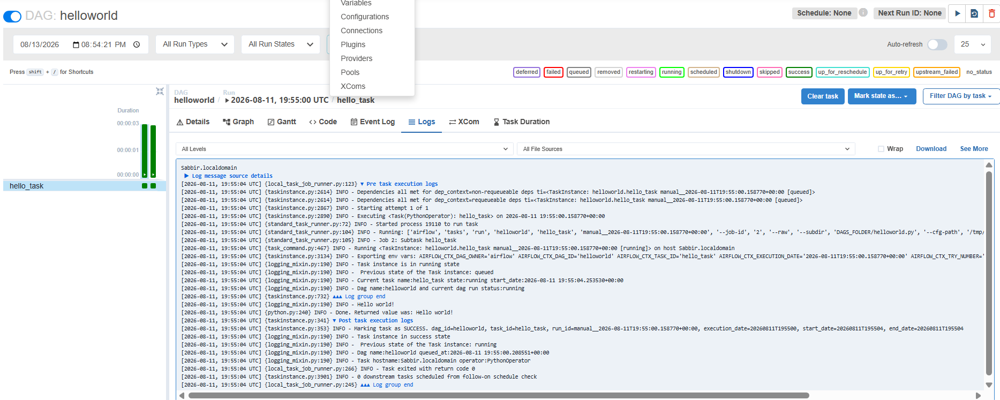 Variables
Configurations
Connections
Plugins
Providers
Pools
XComs
DAG: helloworld
Schedule: None
Next Run ID: None
08/13/2026 08:54:21 PM
All Run Types
All Run States
Auto-refresh
25
Press shift + / for Shortcuts
deferred failed queued removed restarting running scheduled shutdown skipped success up_for_reschedule up_for_retry upstream_failed no_status
Duration
00:00:03
00:00:01
00:00:00
hello_task
DAG
helloworld /
Run
2026-08-11, 19:55:00 UTC / hello_task
Clear task
Mark state as...
Filter DAG by task
Details Graph Gantt Code Event Log Logs XCom Task Duration
All Levels
All File Sources
Wrap
Download
See More
Sabbir.localdomain
▶ Log message source details
[2026-08-11, 19:55:04 UTC] {local_task_job_runner.py:123} ▼ Pre task execution logs
[2026-08-11, 19:55:04 UTC] {taskinstance.py:2614} INFO - Dependencies all met for dep_context=non-requeueable deps ti=<TaskInstance: helloworld.hello_task manual__2026-08-11T19:55:00.158770+00:00 [queued]>
[2026-08-11, 19:55:04 UTC] {taskinstance.py:2614} INFO - Dependencies all met for dep_context=requeueable deps ti=<TaskInstance: helloworld.hello_task manual__2026-08-11T19:55:00.158770+00:00 [queued]>
[2026-08-11, 19:55:04 UTC] {taskinstance.py:2867} INFO - Starting attempt 1 of 1
[2026-08-11, 19:55:04 UTC] {taskinstance.py:2890} INFO - Executing <Task(PythonOperator): hello_task> on 2026-08-11 19:55:00.158770+00:00
[2026-08-11, 19:55:04 UTC] {standard_task_runner.py:72} INFO - Started process 19110 to run task
[2026-08-11, 19:55:04 UTC] {standard_task_runner.py:104} INFO - Running: ['airflow', 'tasks', 'run', 'helloworld', 'hello_task', 'manual__2026-08-11T19:55:00.158770+00:00', '--job-id', '2', '--raw', '--subdir', 'DAGS_FOLDER/helloworld.py', '--cfg-path', '/tmp/
[2026-08-11, 19:55:04 UTC] {standard_task_runner.py:105} INFO - Job 2: Subtask hello_task
[2026-08-11, 19:55:04 UTC] {task_command.py:467} INFO - Running <TaskInstance: helloworld.hello_task manual__2026-08-11T19:55:00.158770+00:00 [running]> on host Sabbir.localdomain
[2026-08-11, 19:55:04 UTC] {taskinstance.py:3134} INFO - Exporting env vars: AIRFLOW_CTX_DAG_OWNER='airflow' AIRFLOW_CTX_DAG_ID='helloworld' AIRFLOW_CTX_TASK_ID='hello_task' AIRFLOW_CTX_EXECUTION_DATE='2026-08-11T19:55:00.158770+00:00' AIRFLOW_CTX_TRY_NUMBER='
[2026-08-11, 19:55:04 UTC] {logging_mixin.py:190} INFO - Task instance is in running state
[2026-08-11, 19:55:04 UTC] {logging_mixin.py:190} INFO -  Previous state of the Task instance: queued
[2026-08-11, 19:55:04 UTC] {logging_mixin.py:190} INFO - Current task name:hello_task state:running start_date:2026-08-11 19:55:04.253530+00:00
[2026-08-11, 19:55:04 UTC] {logging_mixin.py:190} INFO - Dag name:helloworld and current dag run status:running
[2026-08-11, 19:55:04 UTC] {taskinstance.py:732} ▲▲▲ Log group end
[2026-08-11, 19:55:04 UTC] {logging_mixin.py:190} INFO - Hello world!
[2026-08-11, 19:55:04 UTC] {python.py:240} INFO - Done. Returned value was: Hello world!
[2026-08-11, 19:55:04 UTC] {taskinstance.py:341} ▼ Post task execution logs
[2026-08-11, 19:55:04 UTC] {taskinstance.py:353} INFO - Marking task as SUCCESS. dag_id=helloworld, task_id=hello_task, run_id=manual__2026-08-11T19:55:00.158770+00:00, execution_date=20260811T195500, start_date=20260811T195504, end_date=20260811T195504
[2026-08-11, 19:55:04 UTC] {logging_mixin.py:190} INFO - Task instance in success state
[2026-08-11, 19:55:04 UTC] {logging_mixin.py:190} INFO -  Previous state of the Task instance: running
[2026-08-11, 19:55:04 UTC] {logging_mixin.py:190} INFO - Dag name:helloworld queued_at:2026-08-11 19:55:00.208551+00:00
[2026-08-11, 19:55:04 UTC] {logging_mixin.py:190} INFO - Task hostname:Sabbir.localdomain operator:PythonOperator
[2026-08-11, 19:55:04 UTC] {local_task_job_runner.py:266} INFO - Task exited with return code 0
[2026-08-11, 19:55:04 UTC] {taskinstance.py:3901} INFO - 0 downstream tasks scheduled from follow-on schedule check
[2026-08-11, 19:55:04 UTC] {local_task_job_runner.py:245} ▲▲▲ Log group end